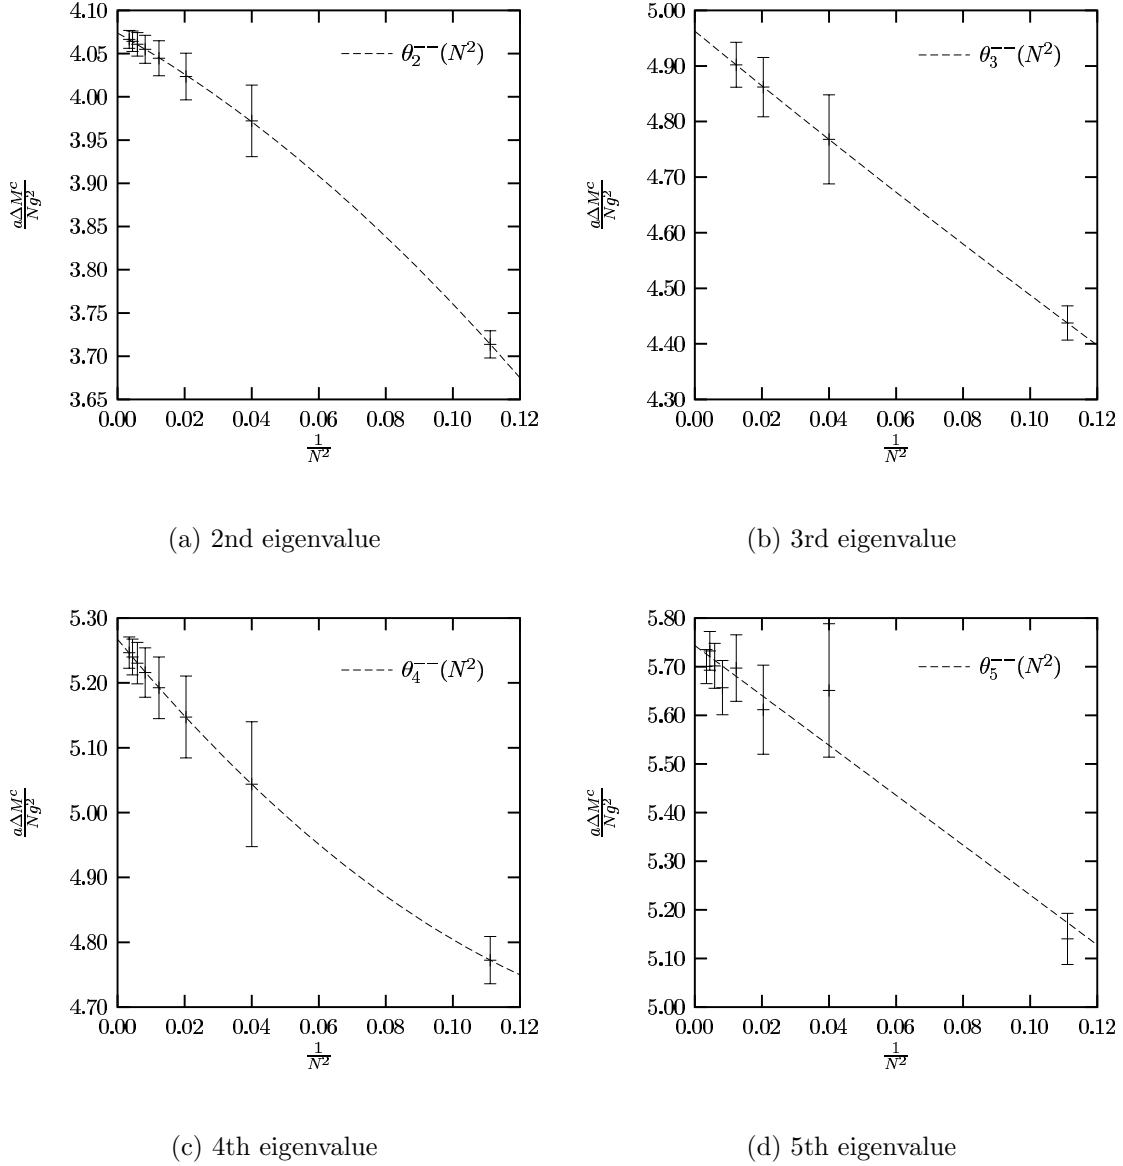 4.10
4.05
4.00
3.95
3.90
3.85
3.80
3.75
3.70
3.65
0.00 0.02 0.04 0.06 0.08 0.10 0.12
aΔMᶜ
Ng²
1
N²
θ₂⁻⁻(N²)
(a) 2nd eigenvalue
5.00
4.90
4.80
4.70
4.60
4.50
4.40
4.30
0.00 0.02 0.04 0.06 0.08 0.10 0.12
aΔMᶜ
Ng²
1
N²
θ₃⁻⁻(N²)
(b) 3rd eigenvalue
5.30
5.20
5.10
5.00
4.90
4.80
4.70
0.00 0.02 0.04 0.06 0.08 0.10 0.12
aΔMᶜ
Ng²
1
N²
θ₄⁻⁻(N²)
(c) 4th eigenvalue
5.80
5.70
5.60
5.50
5.40
5.30
5.20
5.10
5.00
0.00 0.02 0.04 0.06 0.08 0.10 0.12
aΔMᶜ
Ng²
1
N²
θ₅⁻⁻(N²)
(d) 5th eigenvalue